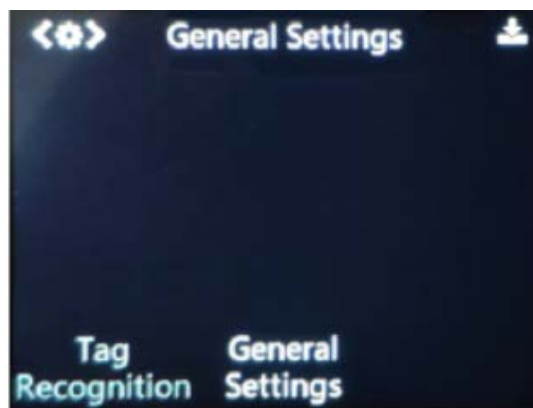 General Settings
Tag
Recognition
General
Settings